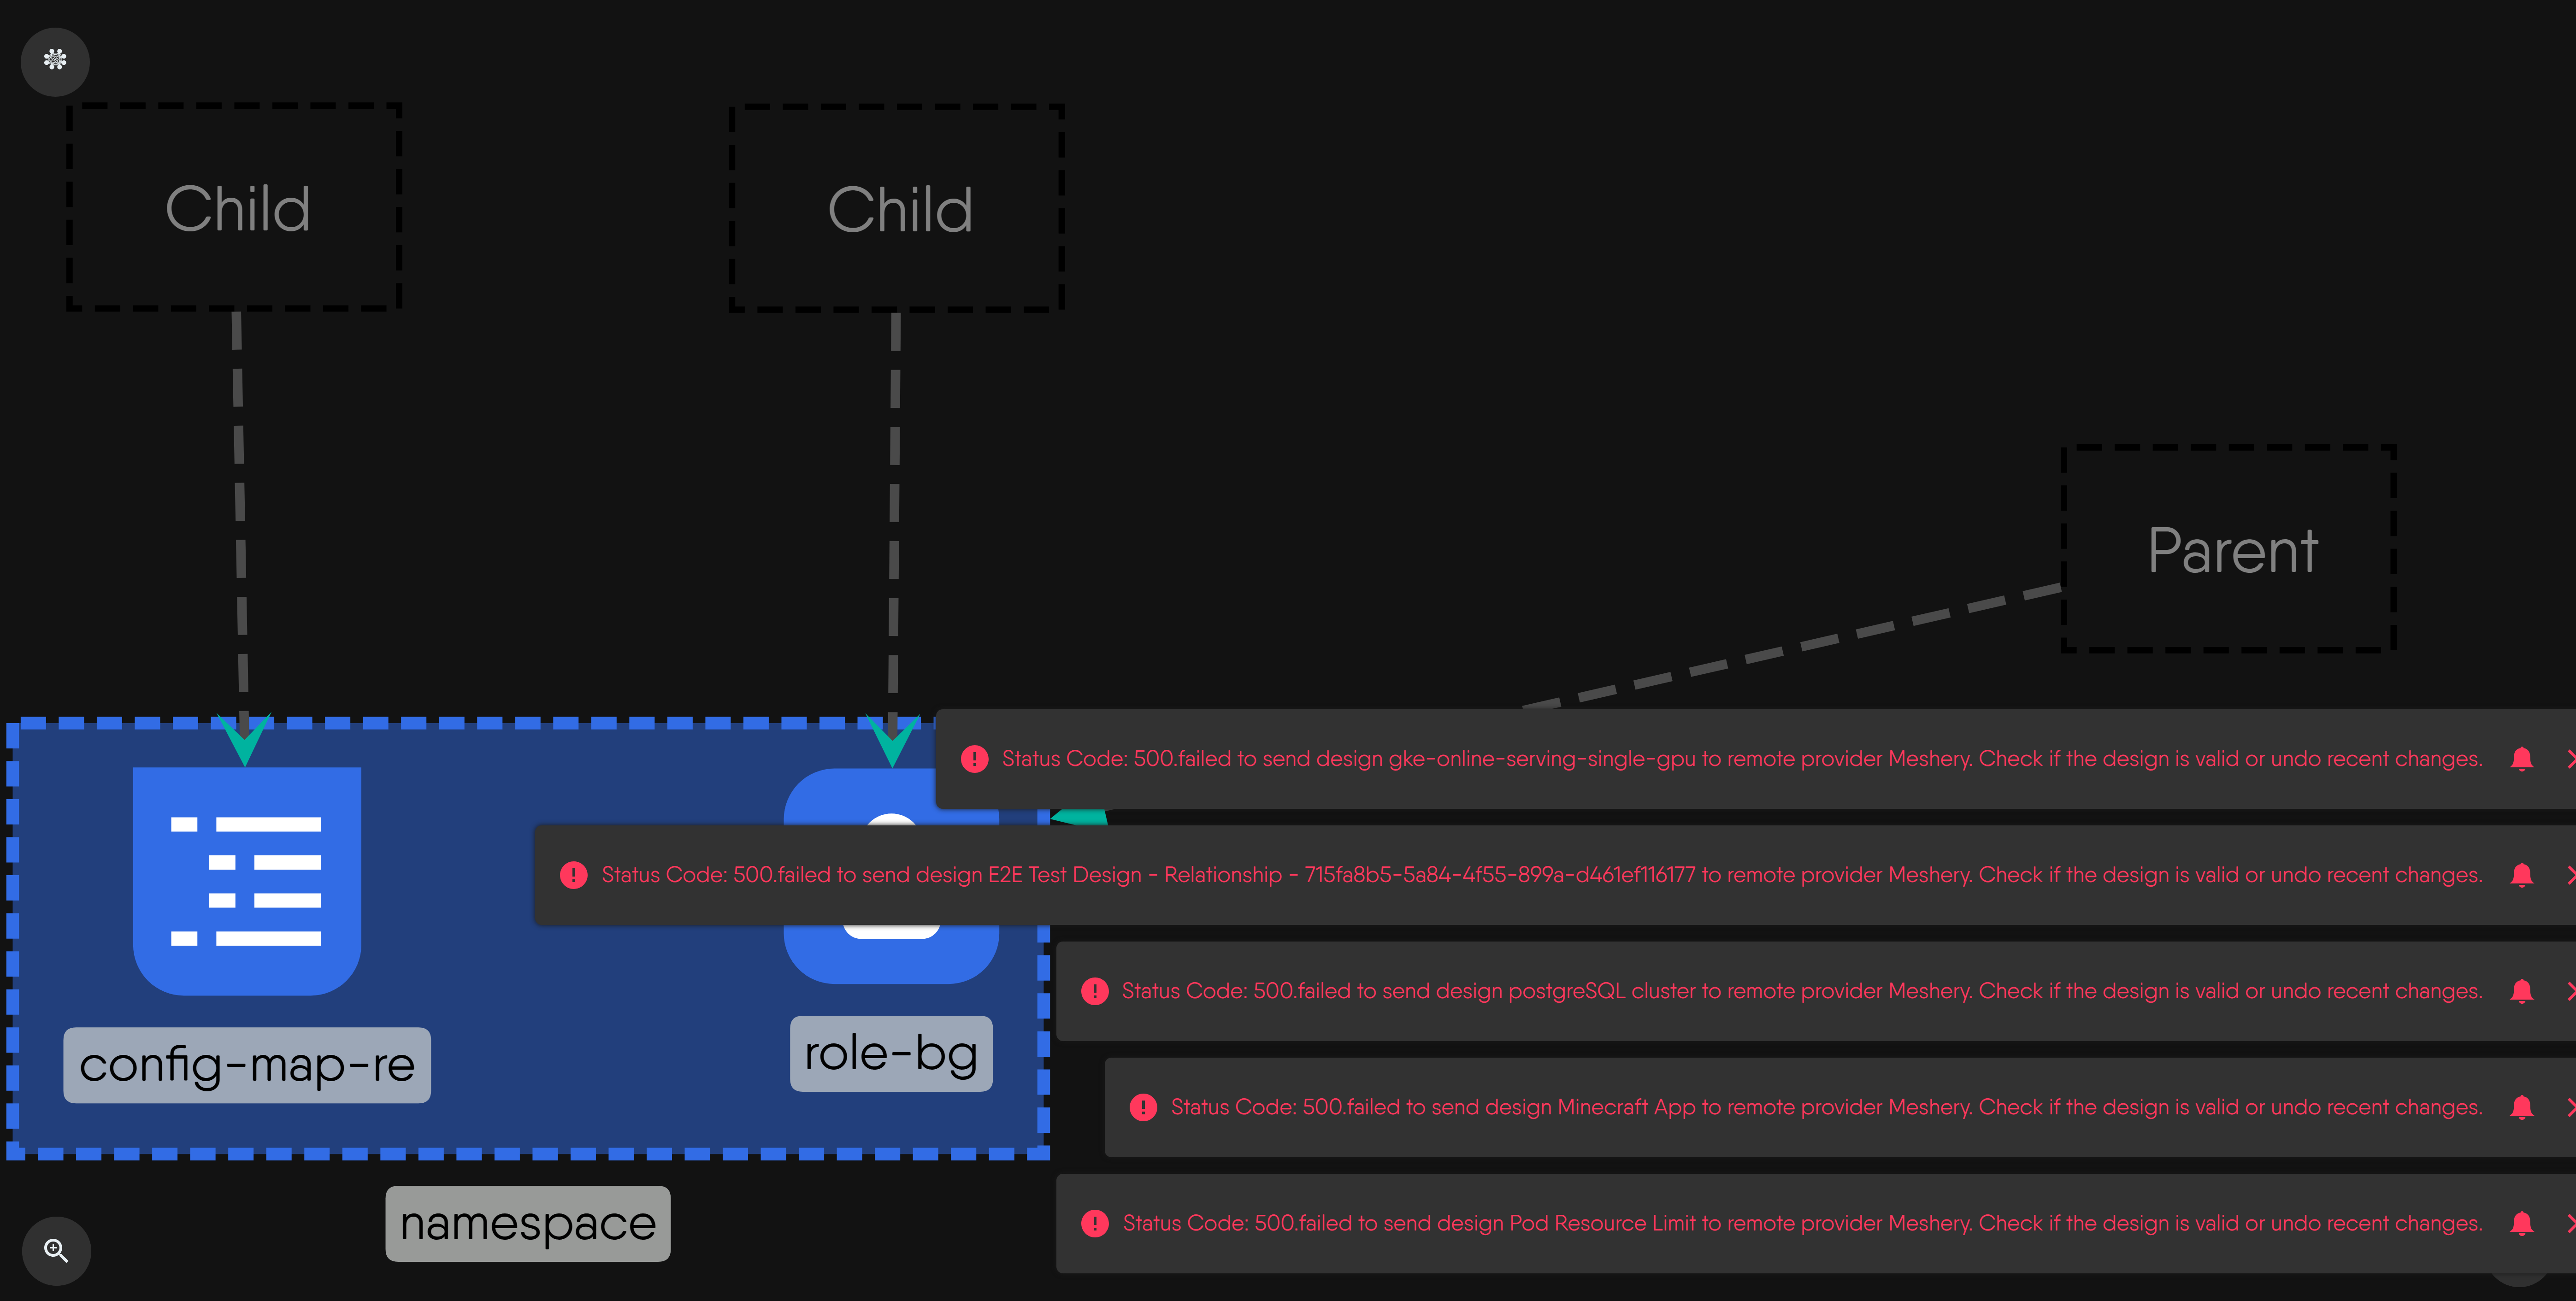 Child
Child
Parent
Status Code: 500.failed to send design gke-online-serving-single-gpu to remote provider Meshery. Check if the design is valid or undo recent changes.
Status Code: 500.failed to send design E2E Test Design - Relationship - 715fa8b5-5a84-4f55-899a-d461ef116177 to remote provider Meshery. Check if the design is valid or undo recent changes.
Status Code: 500.failed to send design postgreSQL cluster to remote provider Meshery. Check if the design is valid or undo recent changes.
config-map-re
role-bg
Status Code: 500.failed to send design Minecraft App to remote provider Meshery. Check if the design is valid or undo recent changes.
namespace
Status Code: 500.failed to send design Pod Resource Limit to remote provider Meshery. Check if the design is valid or undo recent changes.